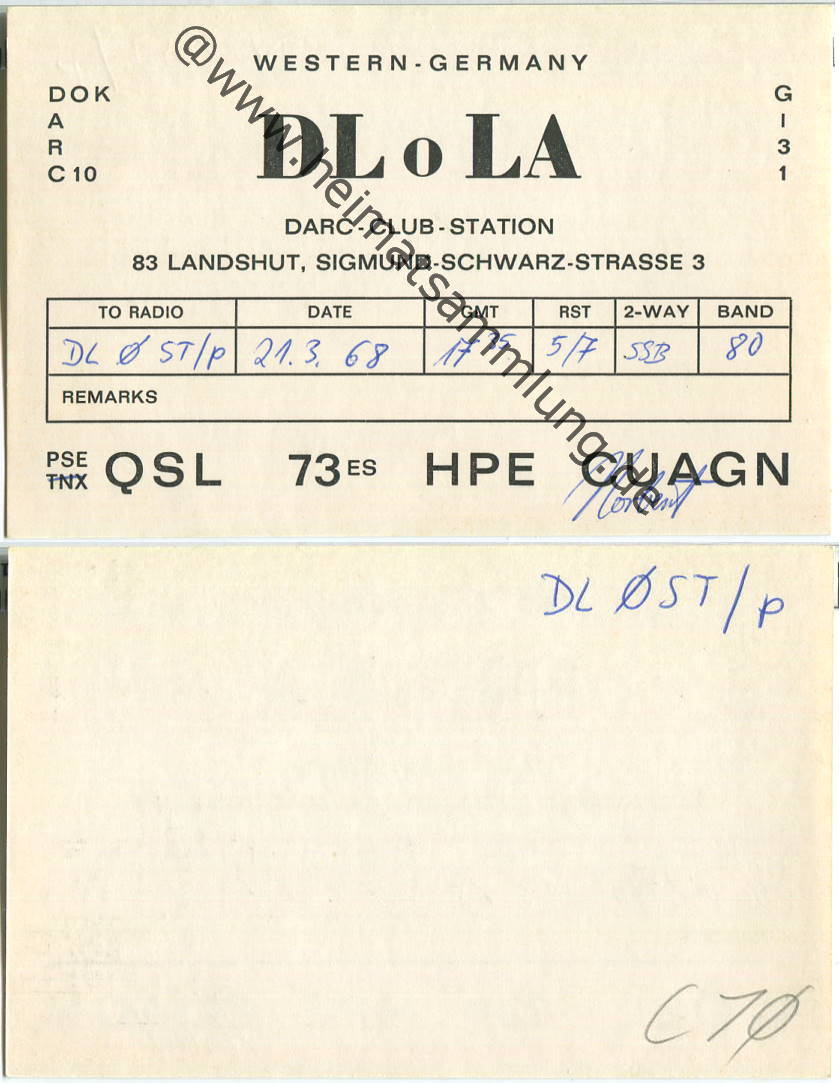 WESTERN-GERMANY
DOK
A
R
C 10
DL o LA
G
I
3
1
DARC-CLUB-STATION
83 LANDSHUT, SIGMUND-SCHWARZ-STRASSE 3
TO RADIO DATE GMT RST 2-WAY BAND
DL Ø ST/p 21.3.68 17 35 5/7 SSB 80
REMARKS
PSE
TNX
QSL 73 ES HPE CUAGN
@www.heimatsammlung.de
DL ØST/p
C 1Ø